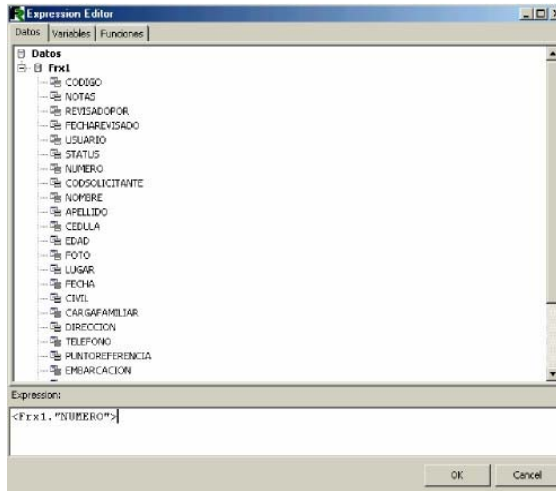 Expression Editor
Datos Variables Funciones
Datos
Frx1
CODIGO
NOTAS
REVISADOPOR
FECHAREVISADO
USUARIO
STATUS
NUMERO
CODSOLICITANTE
NOMBRE
APELLIDO
CEDULA
EDAD
FOTO
LUGAR
FECHA
CIVIL
CARGAFAMILIAR
DIRECCION
TELEFONO
PUNTOREFERENCIA
EMBARCACION
Expression:
<Frx1."NUMERO">
OK Cancel